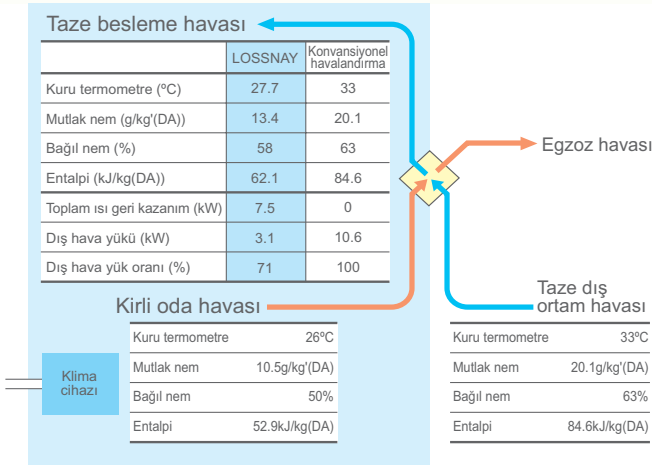 Taze besleme havası
LOSSNAY Konvansiyonel havalandırma
Kuru termometre (ºC) 27.7 33
Mutlak nem (g/kg'(DA)) 13.4 20.1
Bağıl nem (%) 58 63
Entalpi (kJ/kg(DA)) 62.1 84.6
Toplam ısı geri kazanım (kW) 7.5 0
Dış hava yükü (kW) 3.1 10.6
Dış hava yük oranı (%) 71 100
Egzoz havası
Kirli oda havası
Kuru termometre 26ºC
Mutlak nem 10.5g/kg'(DA)
Bağıl nem 50%
Entalpi 52.9kJ/kg(DA)
Klima
cihazı
Taze dış
ortam havası
Kuru termometre 33ºC
Mutlak nem 20.1g/kg'(DA)
Bağıl nem 63%
Entalpi 84.6kJ/kg(DA)